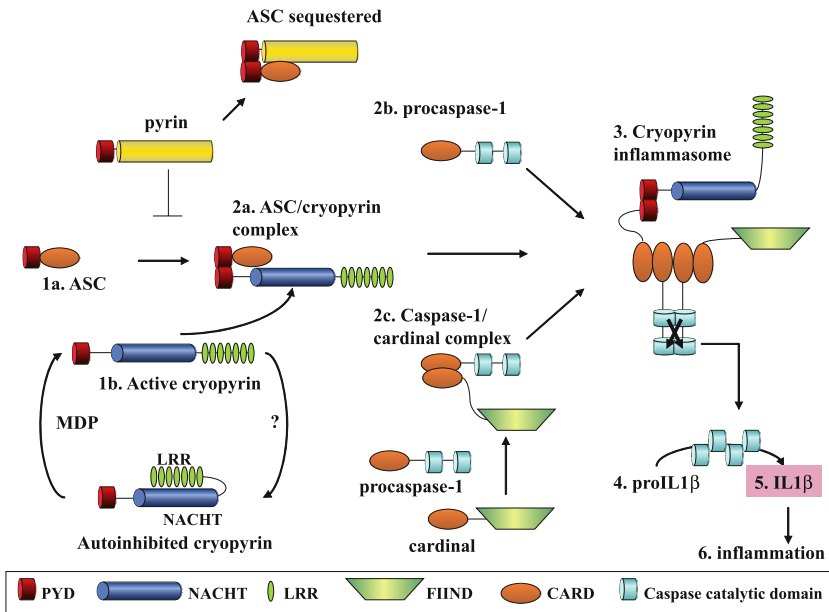 ASC sequestered
pyrin
2b. procaspase-1
3. Cryopyrin
inflammasome
2a. ASC/cryopyrin
complex
1a. ASC
2c. Caspase-1/
cardinal complex
1b. Active cryopyrin
MDP
?
LRR
NACHT
Autoinhibited cryopyrin
procaspase-1
cardinal
4. proIL1β
5. IL1β
6. inflammation
PYD
NACHT
LRR
FIIND
CARD
Caspase catalytic domain